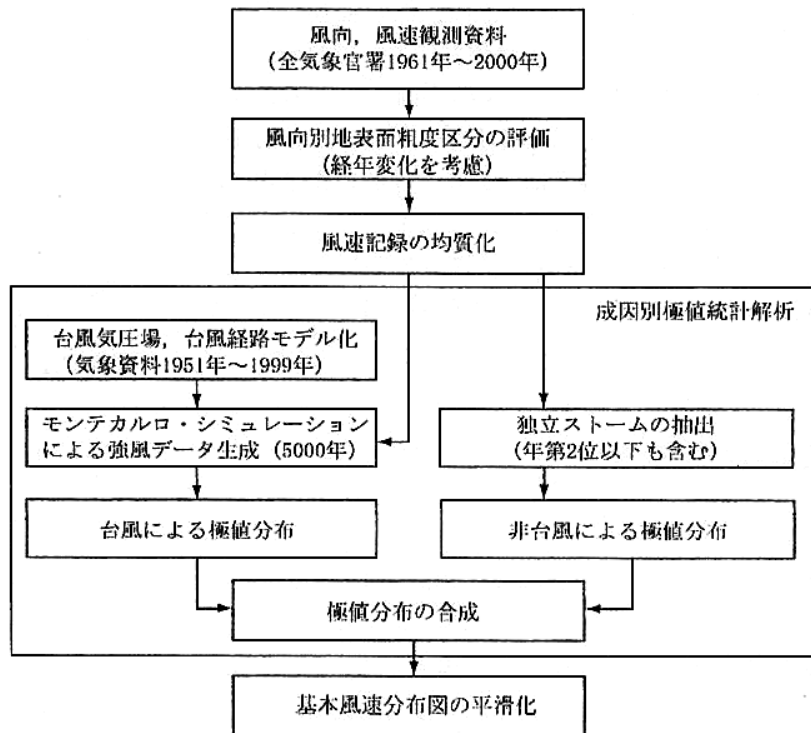 風向，風速観測資料
(全気象官署1961年～2000年)
風向別地表面粗度区分の評価
(経年変化を考慮)
風速記録の均質化
成因別極値統計解析
台風気圧場，台風経路モデル化
(気象資料1951年～1999年)
モンテカルロ・シミュレーション
による強風データ生成 (5000年)
独立ストームの抽出
(年第2位以下も含む)
台風による極値分布
非台風による極値分布
極値分布の合成
基本風速分布図の平滑化